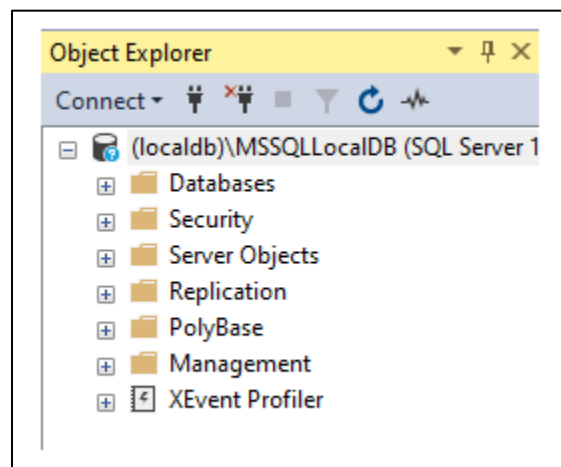 Object Explorer
Connect
(localdb)\MSSQLLocalDB (SQL Server 1
Databases
Security
Server Objects
Replication
PolyBase
Management
XEvent Profiler